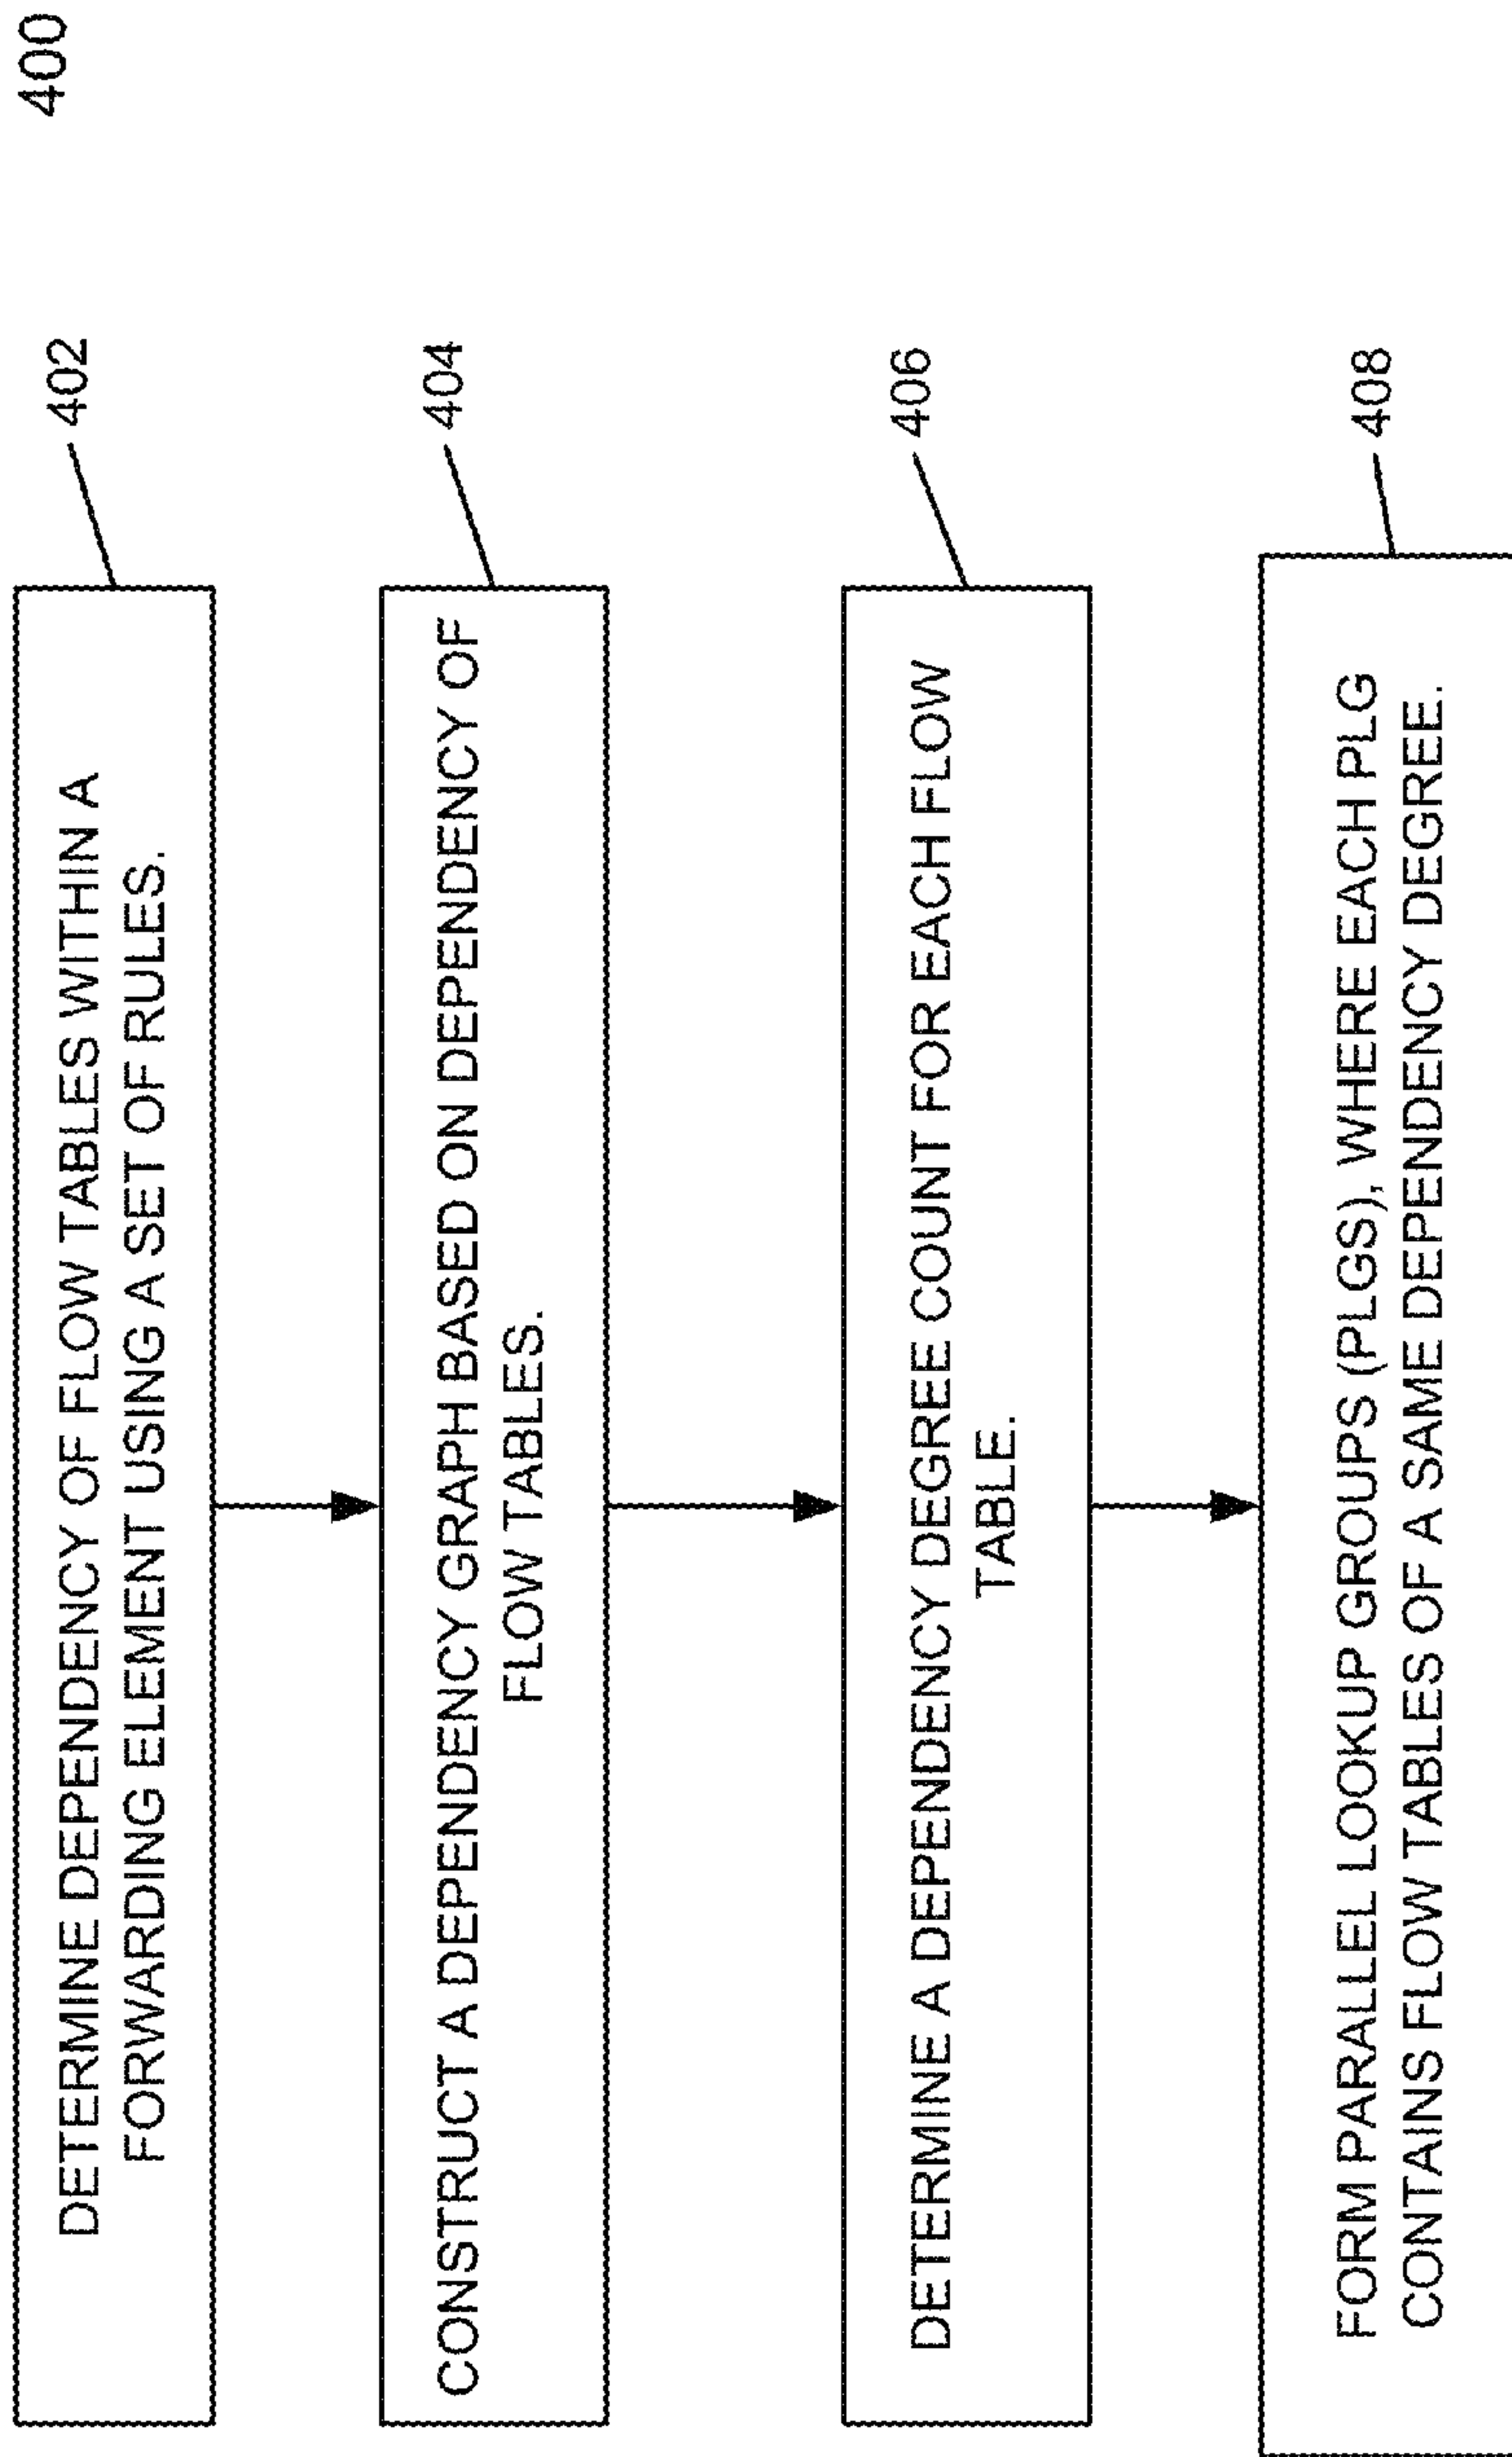 400
402
DETERMINE DEPENDENCY OF FLOW TABLES WITHIN A
FORWARDING ELEMENT USING A SET OF RULES.
404
CONSTRUCT A DEPENDENCY GRAPH BASED ON DEPENDENCY OF
FLOW TABLES.
406
DETERMINE A DEPENDENCY DEGREE COUNT FOR EACH FLOW
TABLE.
408
FORM PARALLEL LOOKUP GROUPS (PLGS), WHERE EACH PLG
CONTAINS FLOW TABLES OF A SAME DEPENDENCY DEGREE.